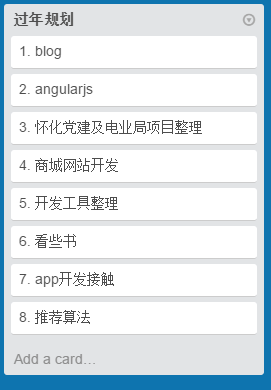 过年规划
1. blog
2. angularjs
3. 怀化党建及电业局项目整理
4. 商城网站开发
5. 开发工具整理
6. 看些书
7. app开发接触
8. 推荐算法
Add a card...